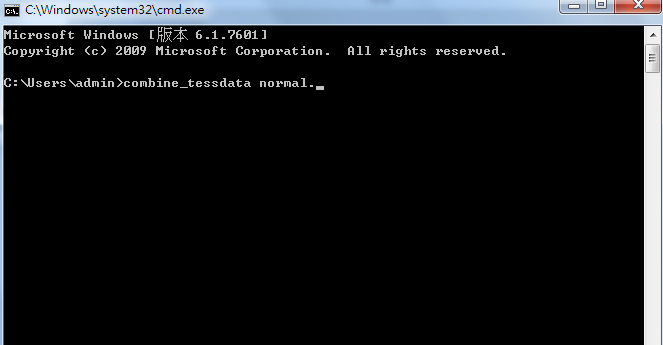 C:\Windows\system32\cmd.exe
Microsoft Windows [版本 6.1.7601]
Copyright (c) 2009 Microsoft Corporation.  All rights reserved.
C:\Users\admin>combine_tessdata normal._